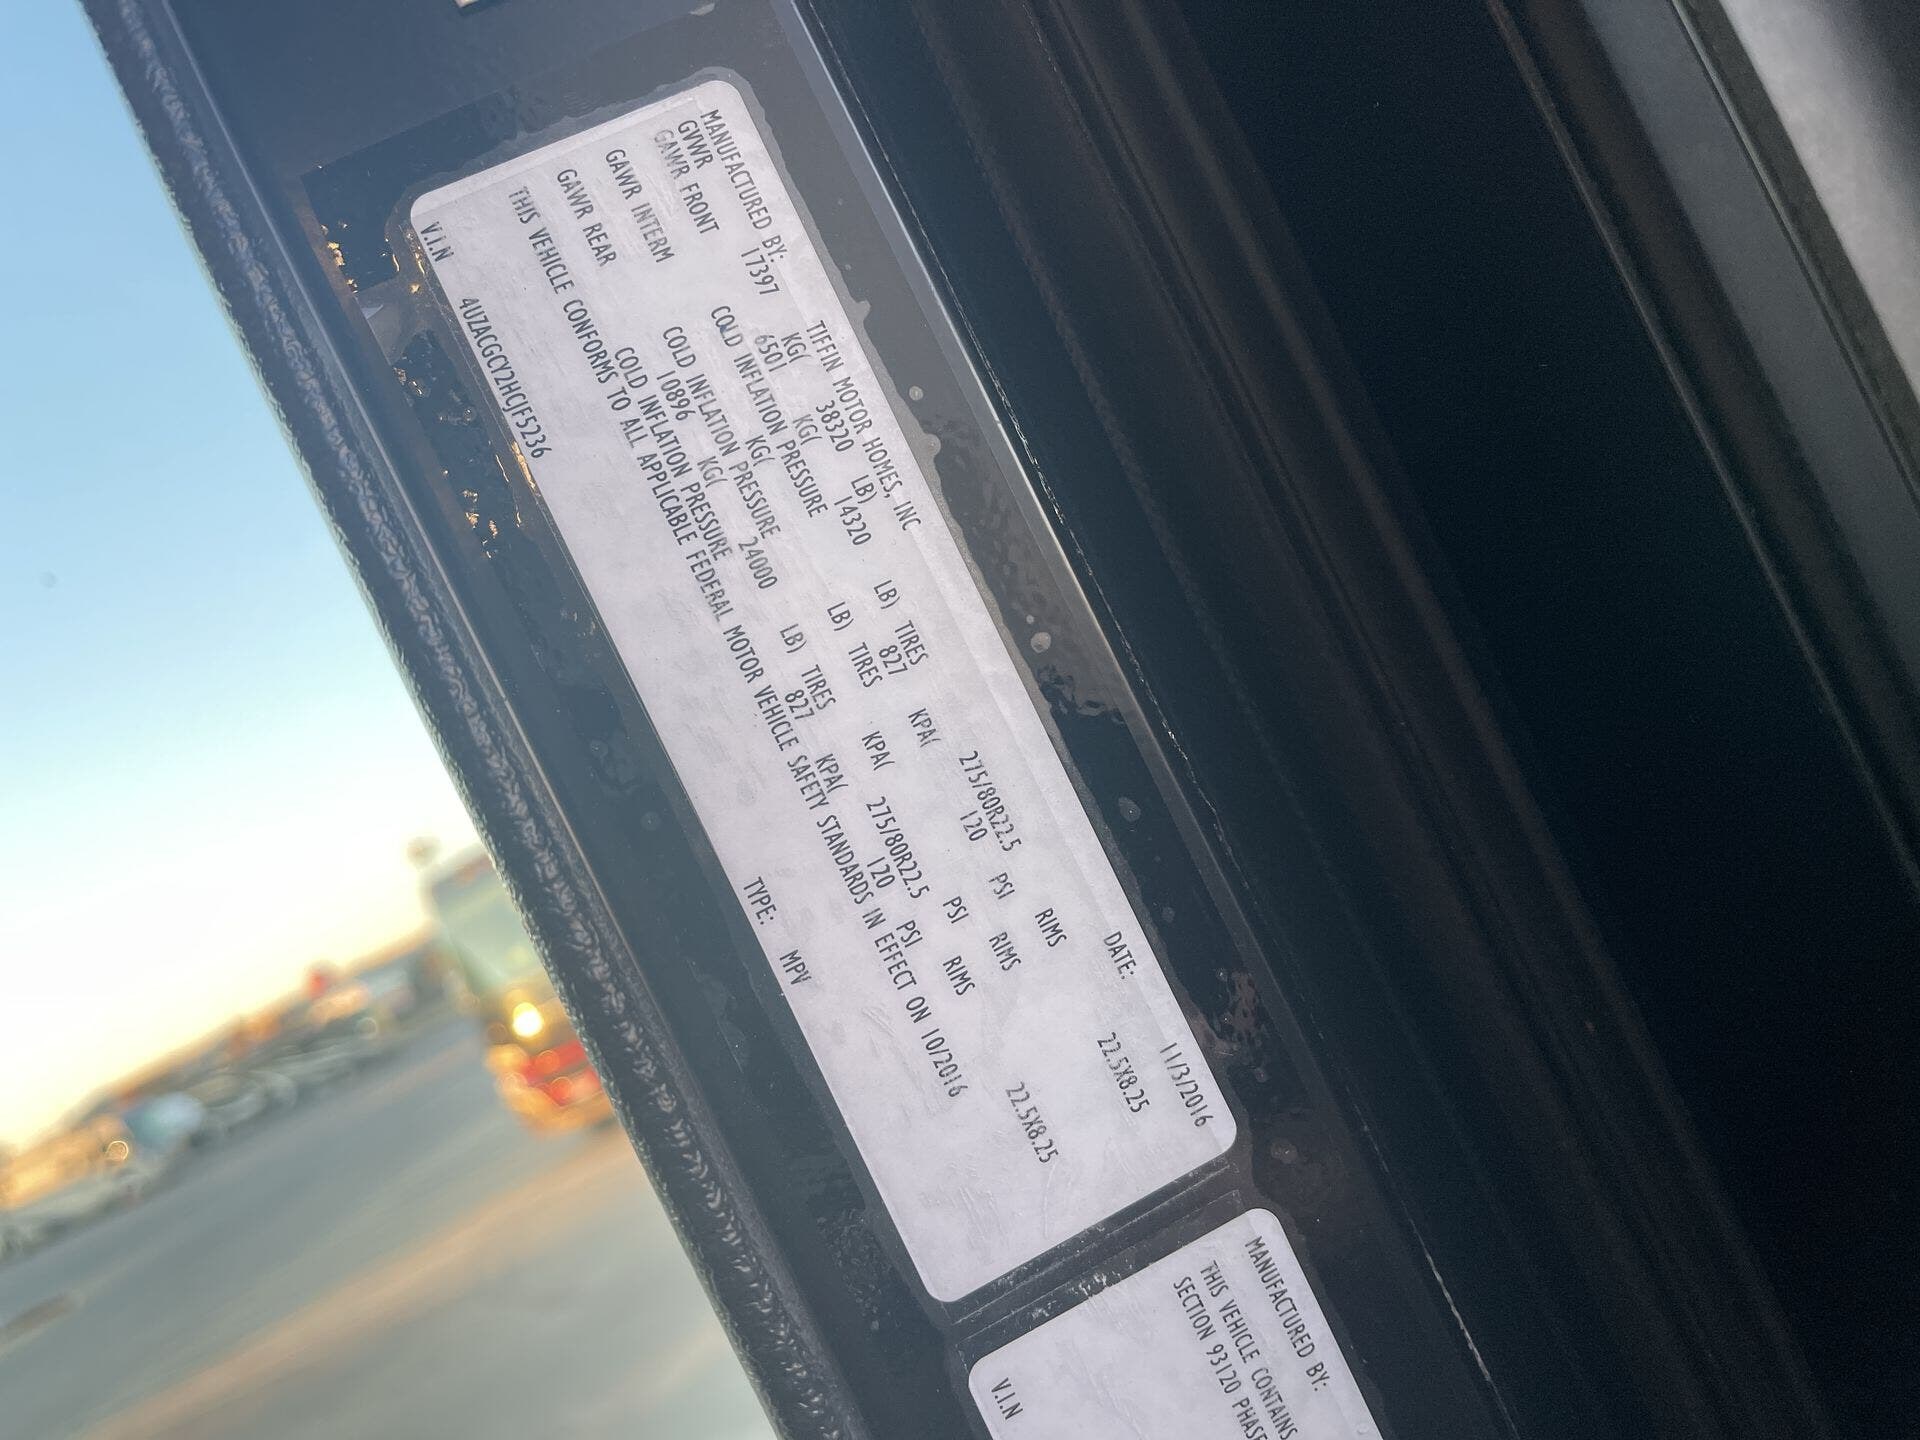 MANUFACTURED BY: TIFFIN MOTOR HOMES, INC DATE: 11/3/2016
GVWR 17397 KG( 38320 LB)
GAWR FRONT 6501 KG( 14320 LB) TIRES 275/80R22.5 RIMS 22.5X8.25
COLD INFLATION PRESSURE 827 KPA( 120 PSI
GAWR INTERM KG( LB) TIRES RIMS
COLD INFLATION PRESSURE KPA( PSI
GAWR REAR 10896 KG( 24000 LB) TIRES 275/80R22.5 RIMS 22.5X8.25
COLD INFLATION PRESSURE 827 KPA( 120 PSI
THIS VEHICLE CONFORMS TO ALL APPLICABLE FEDERAL MOTOR VEHICLE SAFETY STANDARDS IN EFFECT ON 10/2016
V.I.N 4UZACGCY2HCJF5236 TYPE: MPV
MANUFACTURED BY:
THIS VEHICLE CONTAINS
SECTION 93120 PHASE
V.I.N